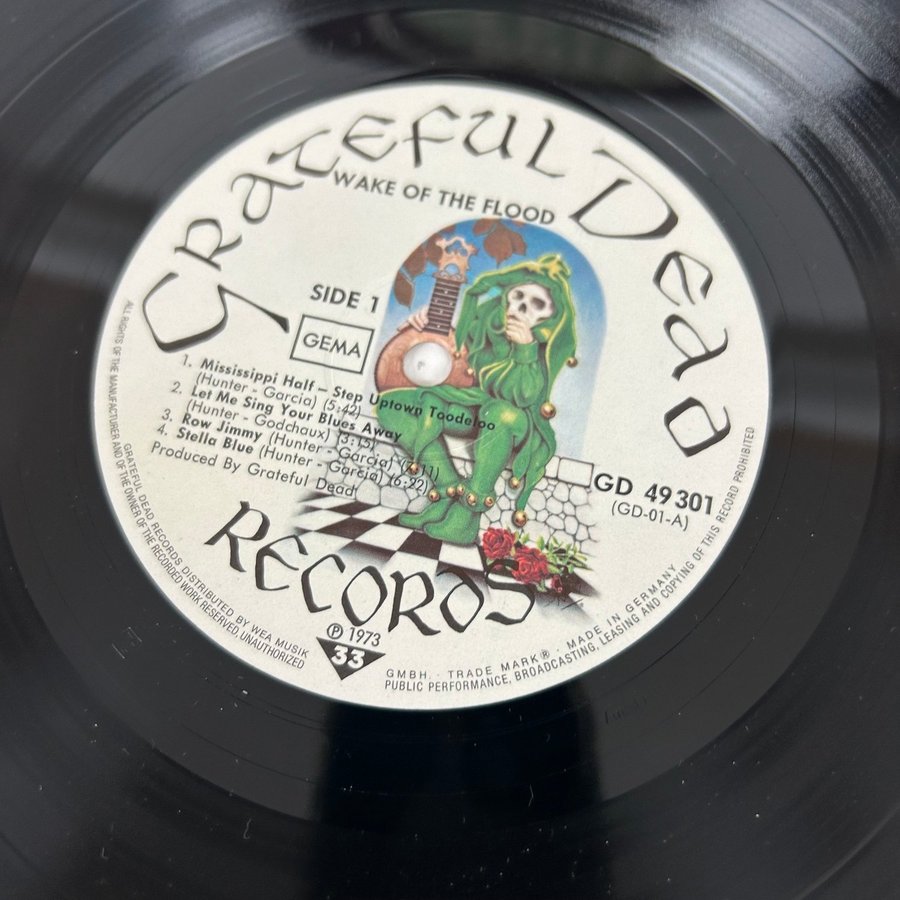 Grateful Dead
WAKE OF THE FLOOD
SIDE 1
GEMA
1. Mississippi Half – Step Uptown Toodeloo
(Hunter - Garcia) (5:42)
2. Let Me Sing Your Blues Away
(Hunter - Godchaux) (3:15)
3. Row Jimmy (Hunter - Garcia) (7:11)
4. Stella Blue (Hunter - Garcia) (6:22)
Produced By Grateful Dead
GD 49 301
(GD-01-A)
RECORDS
℗ 1973
33
GRATEFUL DEAD RECORDS DISTRIBUTED BY WEA MUSIK GMBH. · TRADE MARK® · MADE IN GERMANY
ALL RIGHTS OF THE MANUFACTURER AND OF THE OWNER OF THE RECORDED WORK RESERVED, UNAUTHORIZED PUBLIC PERFORMANCE, BROADCASTING, LEASING AND COPYING OF THIS RECORD PROHIBITED